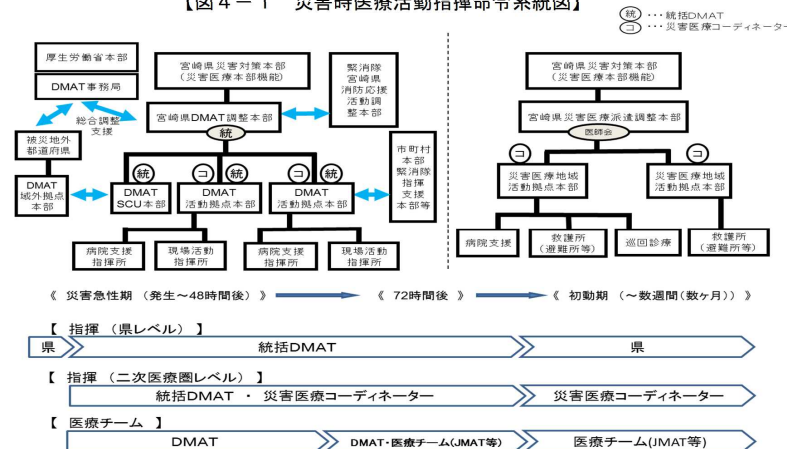 【図４－１ 災害時医療活動指揮命令系統図】
統 ・・・統括DMAT
コ ・・・災害医療コーディネーター
厚生労働省本部
DMAT事務局
総合調整
支援
被災地外
都道府県
DMAT
域外拠点
本部
宮崎県災害対策本部
(災害医療本部機能)
宮崎県DMAT調整本部
統
緊消隊
宮崎県
消防応援
活動調
整本部
統
DMAT
SCU本部
コ 統
DMAT
活動拠点本部
コ 統
DMAT
活動拠点本部
市町村
本部
緊消隊
指揮
支援
本部等
病院支援
指揮所
現場活動
指揮所
病院支援
指揮所
現場活動
指揮所
宮崎県災害対策本部
(災害医療本部機能)
宮崎県災害医療派遣調整本部
医師会
コ
災害医療地域
活動拠点本部
コ
災害医療地域
活動拠点本部
病院支援
救護所
(避難所等)
巡回診療
救護所
(避難所等)
《 災害急性期（発生～48時間後）》 《 72時間後 》 《 初動期 （～数週間(数ヶ月)）》
【 指揮 （県レベル）】
県 統括DMAT 県
【 指揮 （二次医療圏レベル）】
統括DMAT ・ 災害医療コーディネーター 災害医療コーディネーター
【 医療チーム 】
DMAT DMAT・医療チーム(JMAT等) 医療チーム(JMAT等)